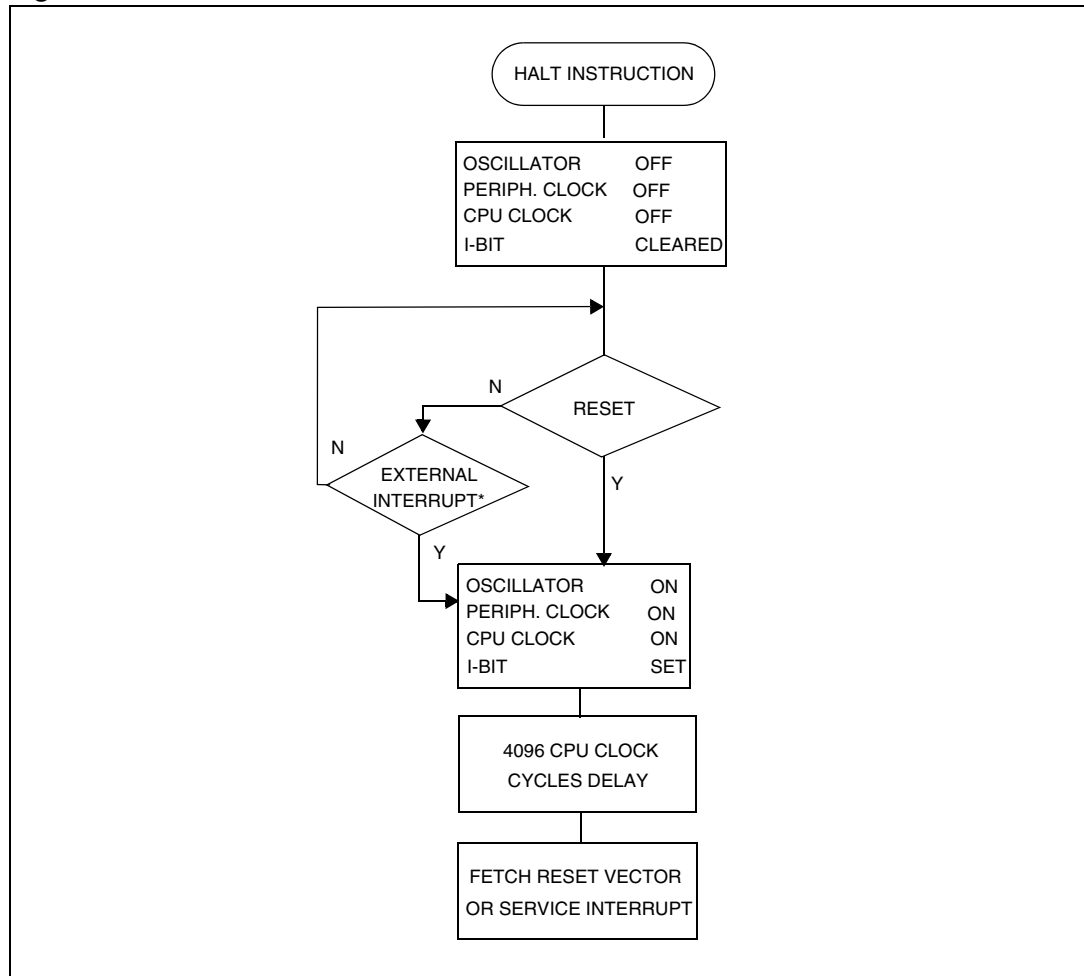 HALT INSTRUCTION
OSCILLATOR OFF
PERIPH. CLOCK OFF
CPU CLOCK OFF
I-BIT CLEARED
N
RESET
N
EXTERNAL
INTERRUPT*
Y
Y
OSCILLATOR ON
PERIPH. CLOCK ON
CPU CLOCK ON
I-BIT SET
4096 CPU CLOCK
CYCLES DELAY
FETCH RESET VECTOR
OR SERVICE INTERRUPT